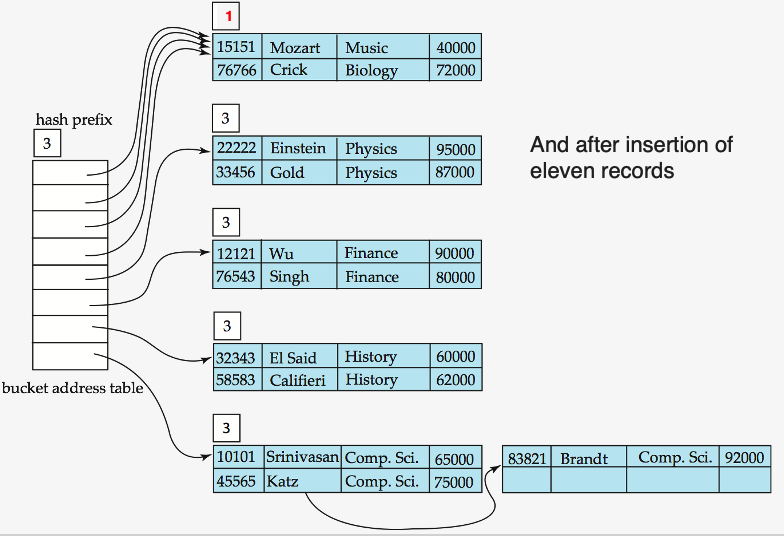 1
15151 Mozart Music 40000
76766 Crick Biology 72000
hash prefix
3
3
22222 Einstein Physics 95000
33456 Gold Physics 87000
And after insertion of
eleven records
3
12121 Wu Finance 90000
76543 Singh Finance 80000
3
32343 El Said History 60000
58583 Califieri History 62000
bucket address table
3
10101 Srinivasan Comp. Sci. 65000
45565 Katz Comp. Sci. 75000
83821 Brandt Comp. Sci. 92000